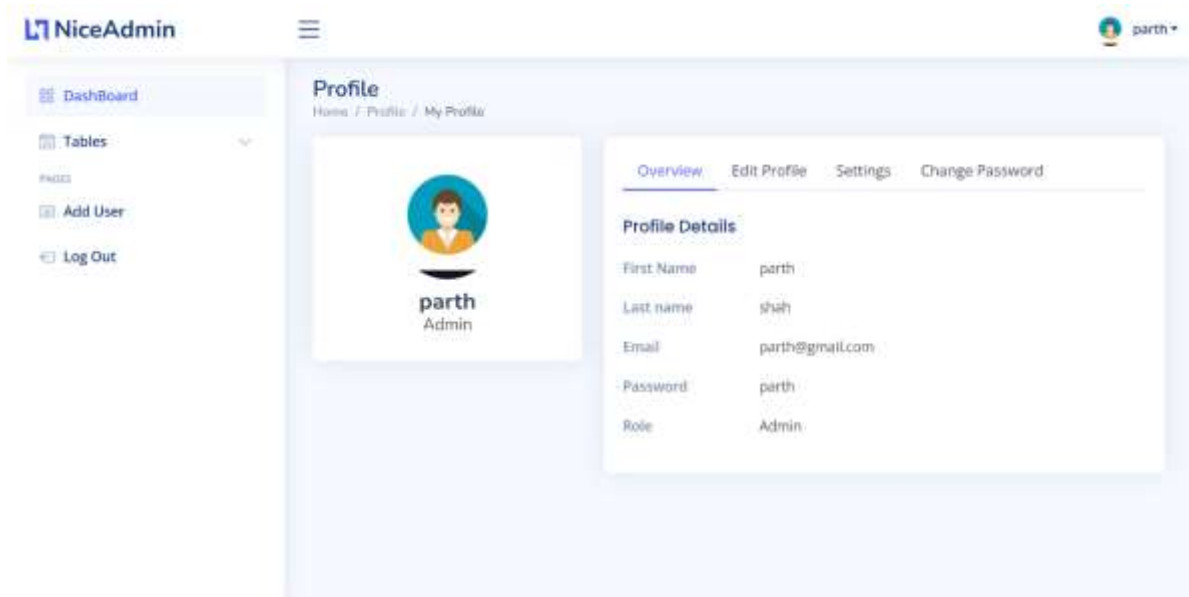 NiceAdmin
parth
DashBoard
Tables
PAGES
Add User
Log Out
Profile
Home / Profile / My Profile
parth
Admin
Overview Edit Profile Settings Change Password
Profile Details
First Name parth
Last name shah
Email parth@gmail.com
Password parth
Role Admin